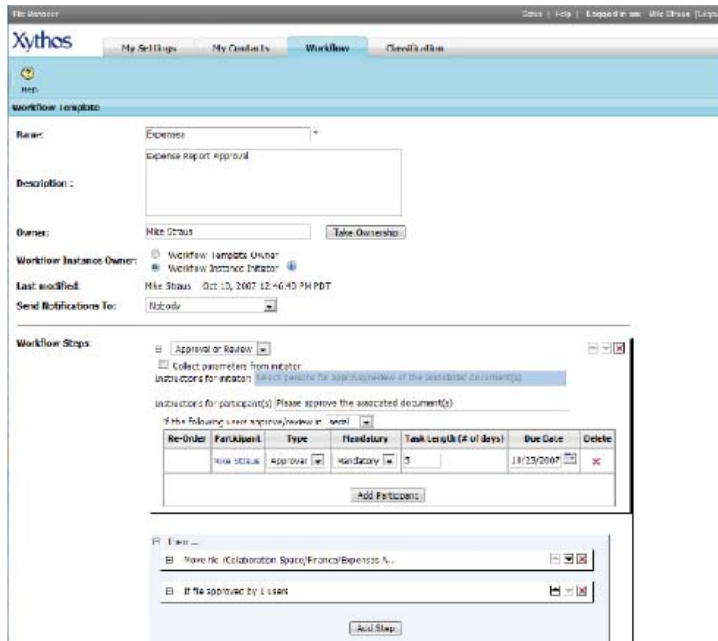 File Manager
Help | Logged in as: Mike Straus
Xythos
My Settings My Contacts Workflow Classification
Help
Workflow Template
Name: Expenses *
Expense Report Approval
Description :
Owner: Mike Straus Take Ownership
Workflow Instance Owner: Workflow Template Owner
Workflow Instance Initiator
Last modified: Mike Straus Oct 10, 2007 12:46:43 PM PDT
Send Notifications To: Nobody
Workflow Steps: Approval or Review
Collect parameters from initiator
Instructions for initiator: Select persons for approval/review of the associated document(s)
Instructions for participant(s) Please approve the associated document(s)
If the following users approve/review in serial
Re-Order Participant Type Mandatory Task Length (# of days) Due Date Delete
Mike Straus Approver Mandatory 5 10/23/2007
Add Participant
Then ...
Move file (Collaboration Space/Finance/Expenses A...
If file approved by 1 users
Add Step